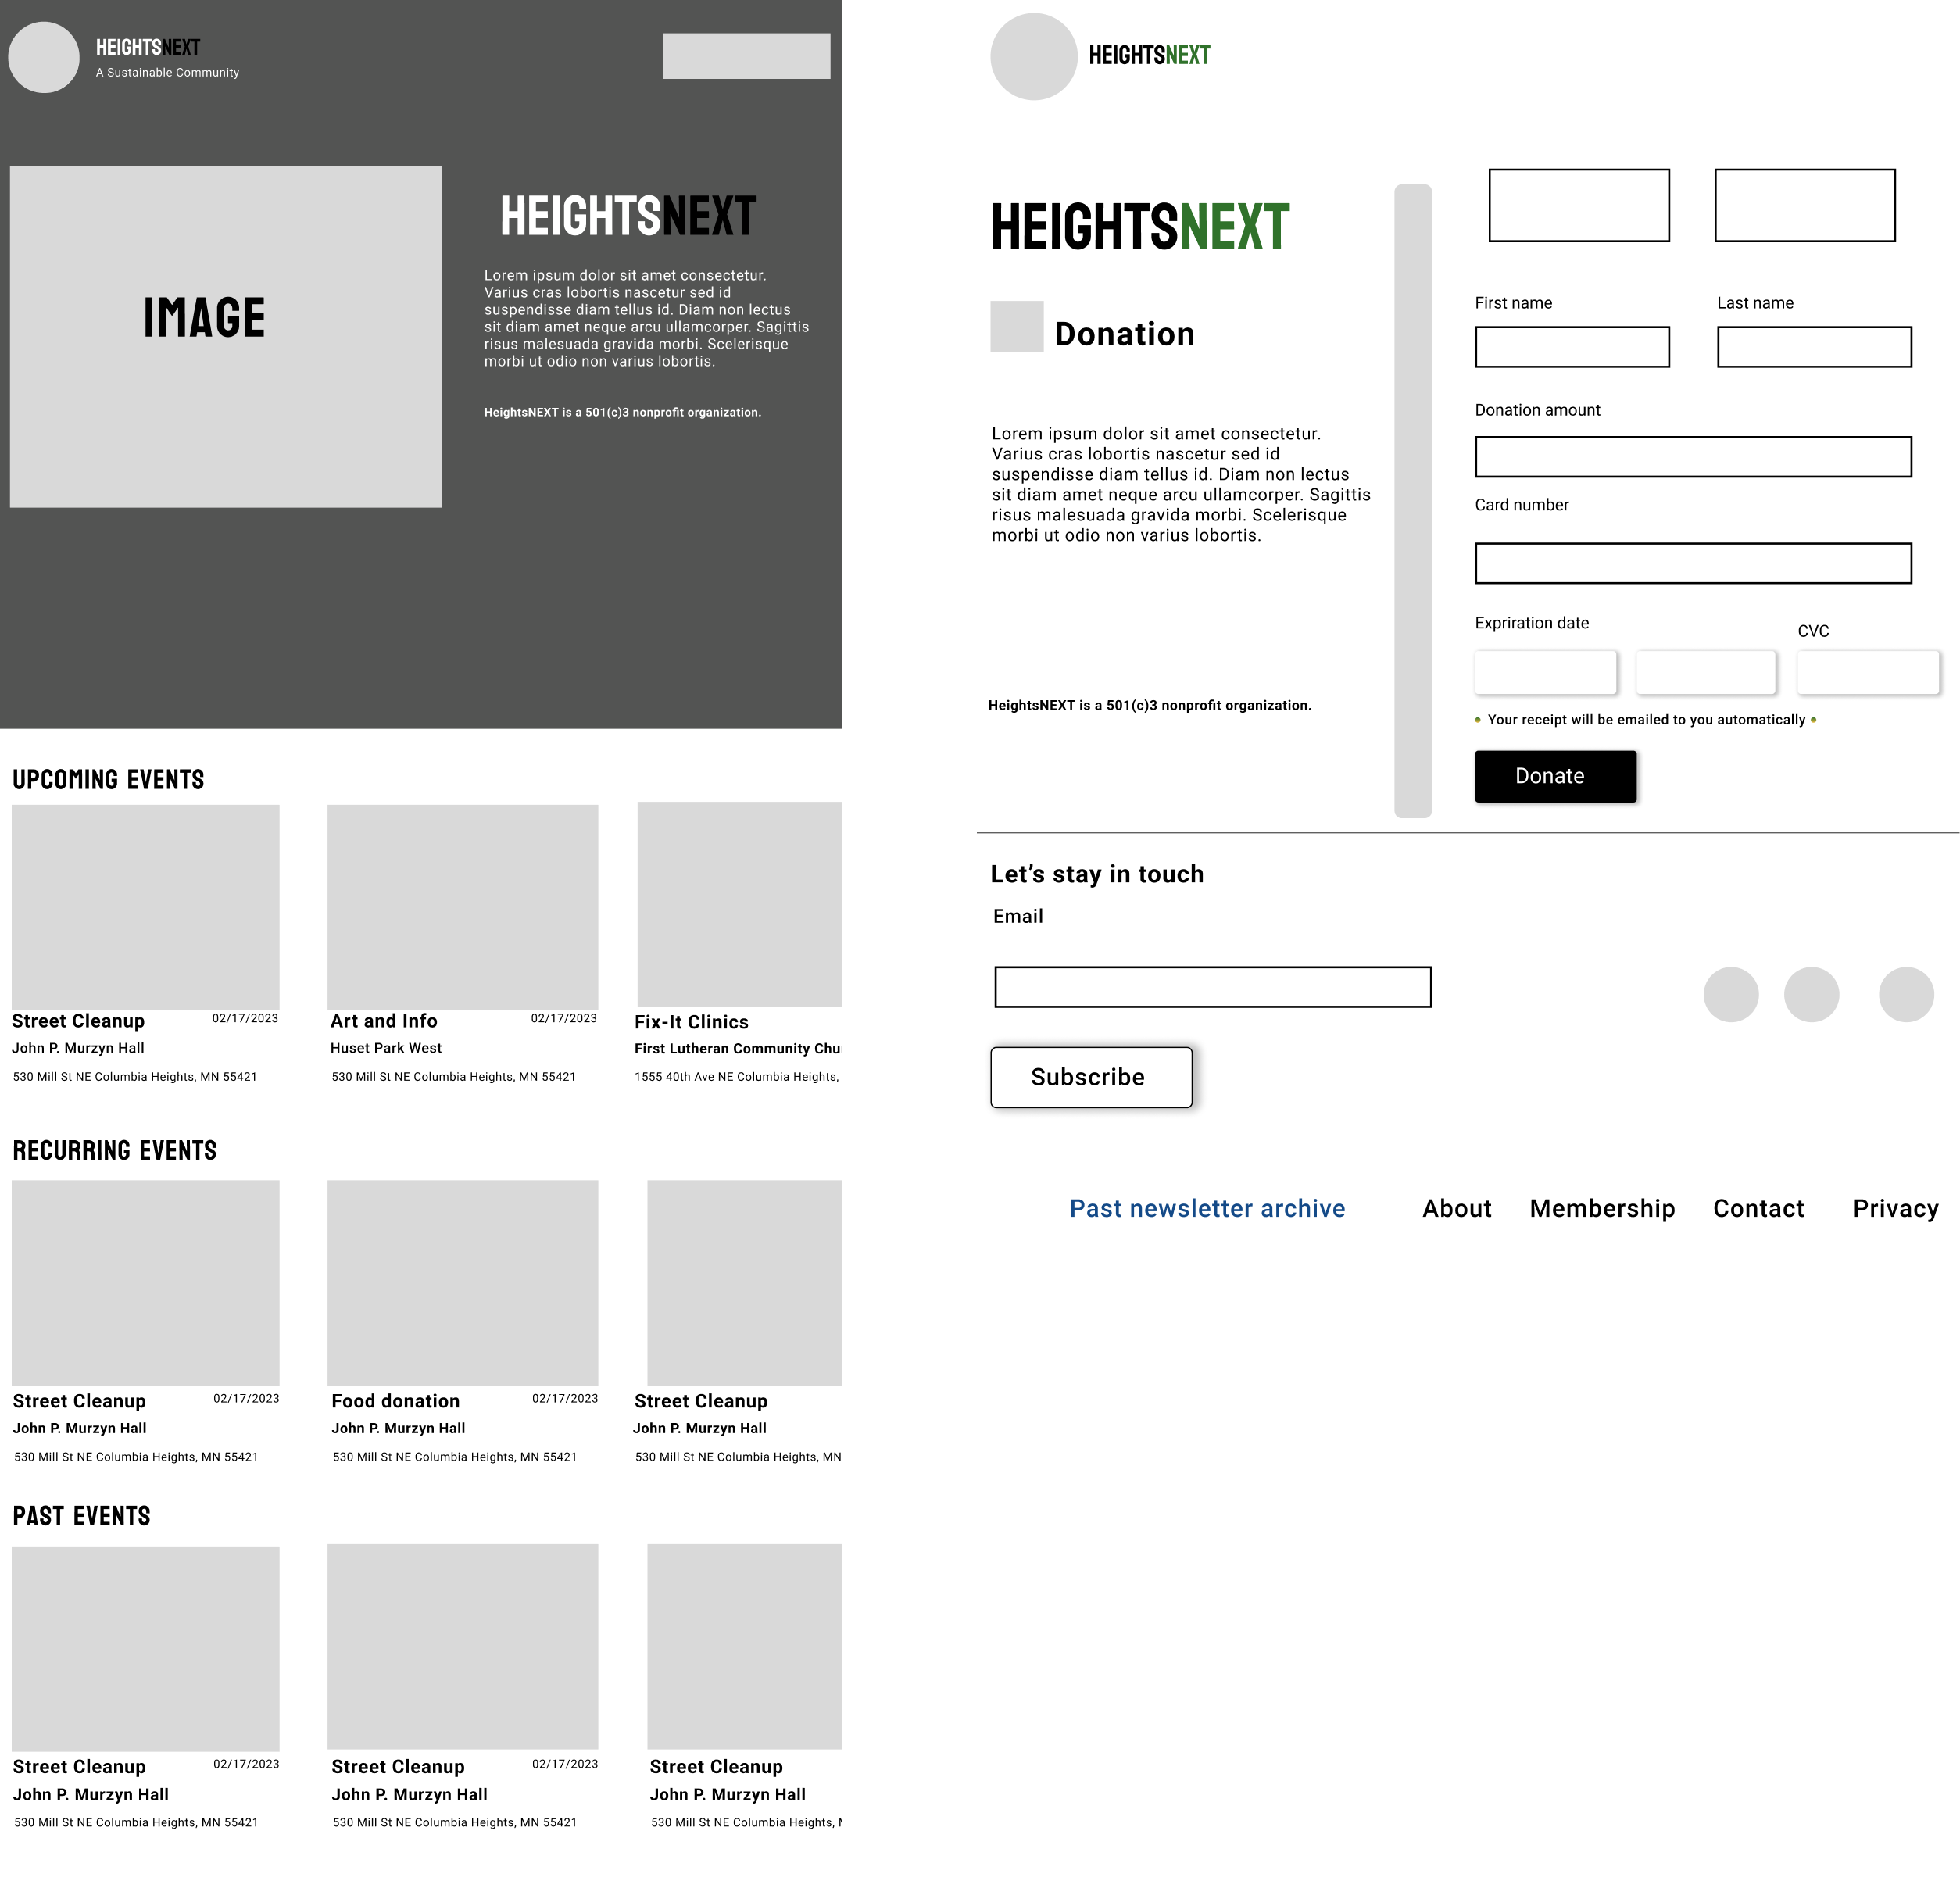 HEIGHTSNEXT
A Sustainable Community
IMAGE
HEIGHTSNEXT
Lorem ipsum dolor sit amet consectetur.
Varius cras lobortis nascetur sed id
suspendisse diam tellus id. Diam non lectus
sit diam amet neque arcu ullamcorper. Sagittis
risus malesuada gravida morbi. Scelerisque
morbi ut odio non varius lobortis.
HeightsNEXT is a 501(c)3 nonprofit organization.
UPCOMING EVENTS
Street Cleanup 02/17/2023
John P. Murzyn Hall
530 Mill St NE Columbia Heights, MN 55421
Art and Info 02/17/2023
Huset Park West
530 Mill St NE Columbia Heights, MN 55421
Fix-It Clinics
First Lutheran Community
1555 40th Ave NE Columbia Heights,
RECURRING EVENTS
Street Cleanup 02/17/2023
John P. Murzyn Hall
530 Mill St NE Columbia Heights, MN 55421
Food donation 02/17/2023
John P. Murzyn Hall
530 Mill St NE Columbia Heights, MN 55421
Street Cleanup
John P. Murzyn Hall
530 Mill St NE Columbia Heights, MN
PAST EVENTS
Street Cleanup 02/17/2023
John P. Murzyn Hall
530 Mill St NE Columbia Heights, MN 55421
Street Cleanup 02/17/2023
John P. Murzyn Hall
530 Mill St NE Columbia Heights, MN 55421
Street Cleanup
John P. Murzyn Hall
530 Mill St NE Columbia Heights,
HEIGHTSNEXT
HEIGHTSNEXT
Donation
Lorem ipsum dolor sit amet consectetur.
Varius cras lobortis nascetur sed id
suspendisse diam tellus id. Diam non lectus
sit diam amet neque arcu ullamcorper. Sagittis
risus malesuada gravida morbi. Scelerisque
morbi ut odio non varius lobortis.
HeightsNEXT is a 501(c)3 nonprofit organization.
First name
Last name
Donation amount
Card number
Expriration date
CVC
Your receipt will be emailed to you automatically
Donate
Let’s stay in touch
Email
Subscribe
Past newsletter archive
About
Membership
Contact
Privacy